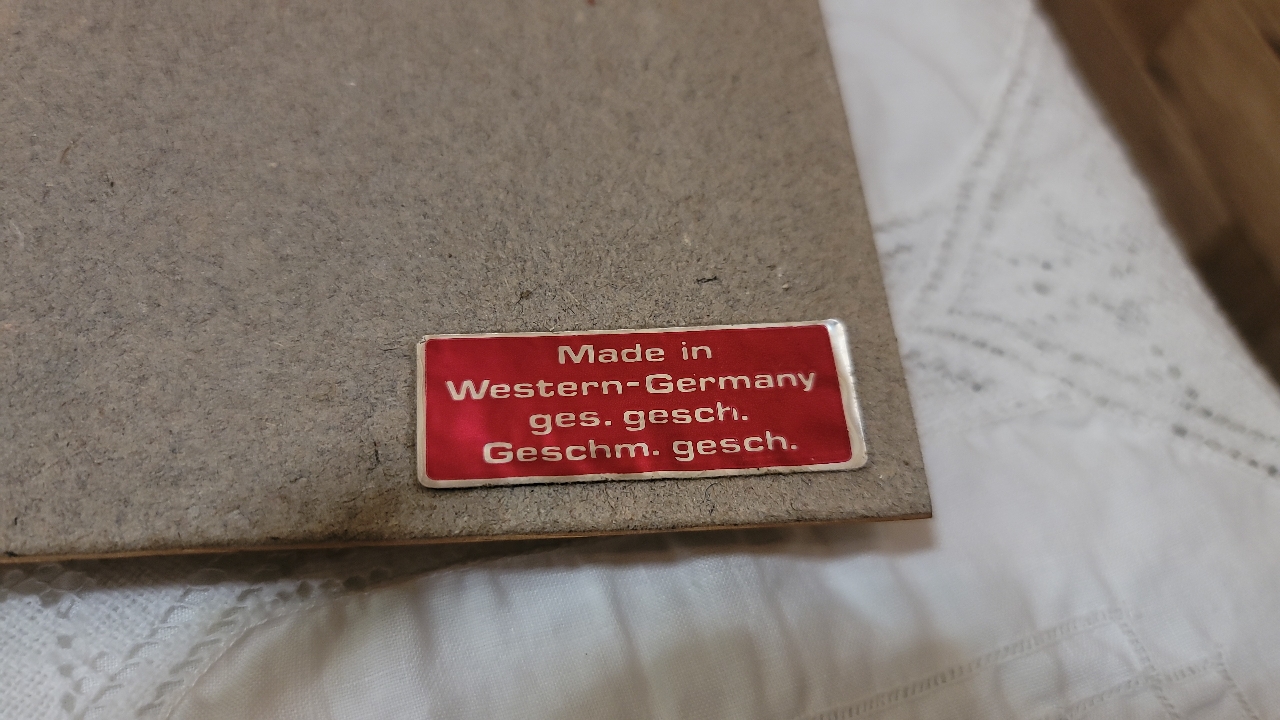 Made in
Western-Germany
ges. gesch.
Geschm. gesch.